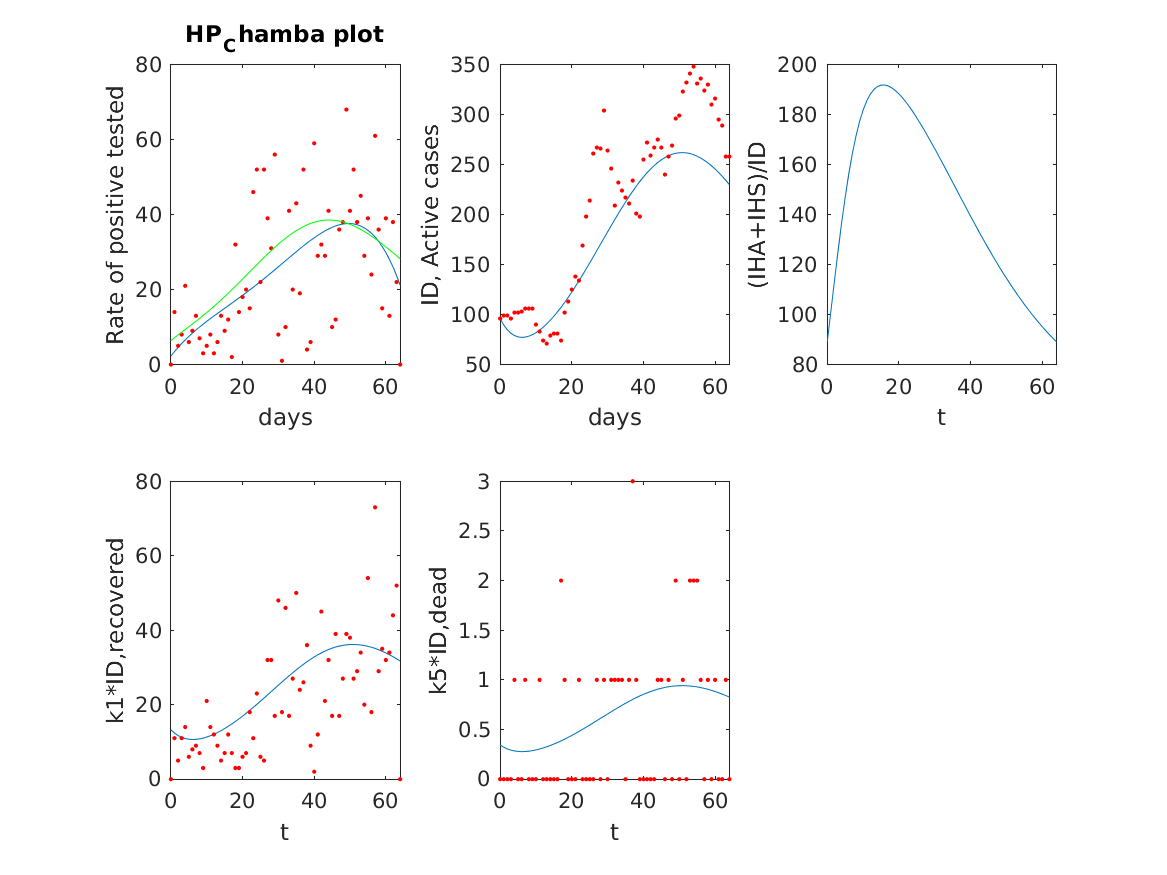 HP_Chamba plot
80
60
40
20
0
0 20 40 60
days
Rate of positive tested
350
300
250
200
150
100
50
0 20 40 60
days
ID, Active cases
200
180
160
140
120
100
80
0 20 40 60
t
(IHA+IHS)/ID
80
60
40
20
0
0 20 40 60
t
k1*ID,recovered
3
2.5
2
1.5
1
0.5
0
0 20 40 60
t
k5*ID,dead